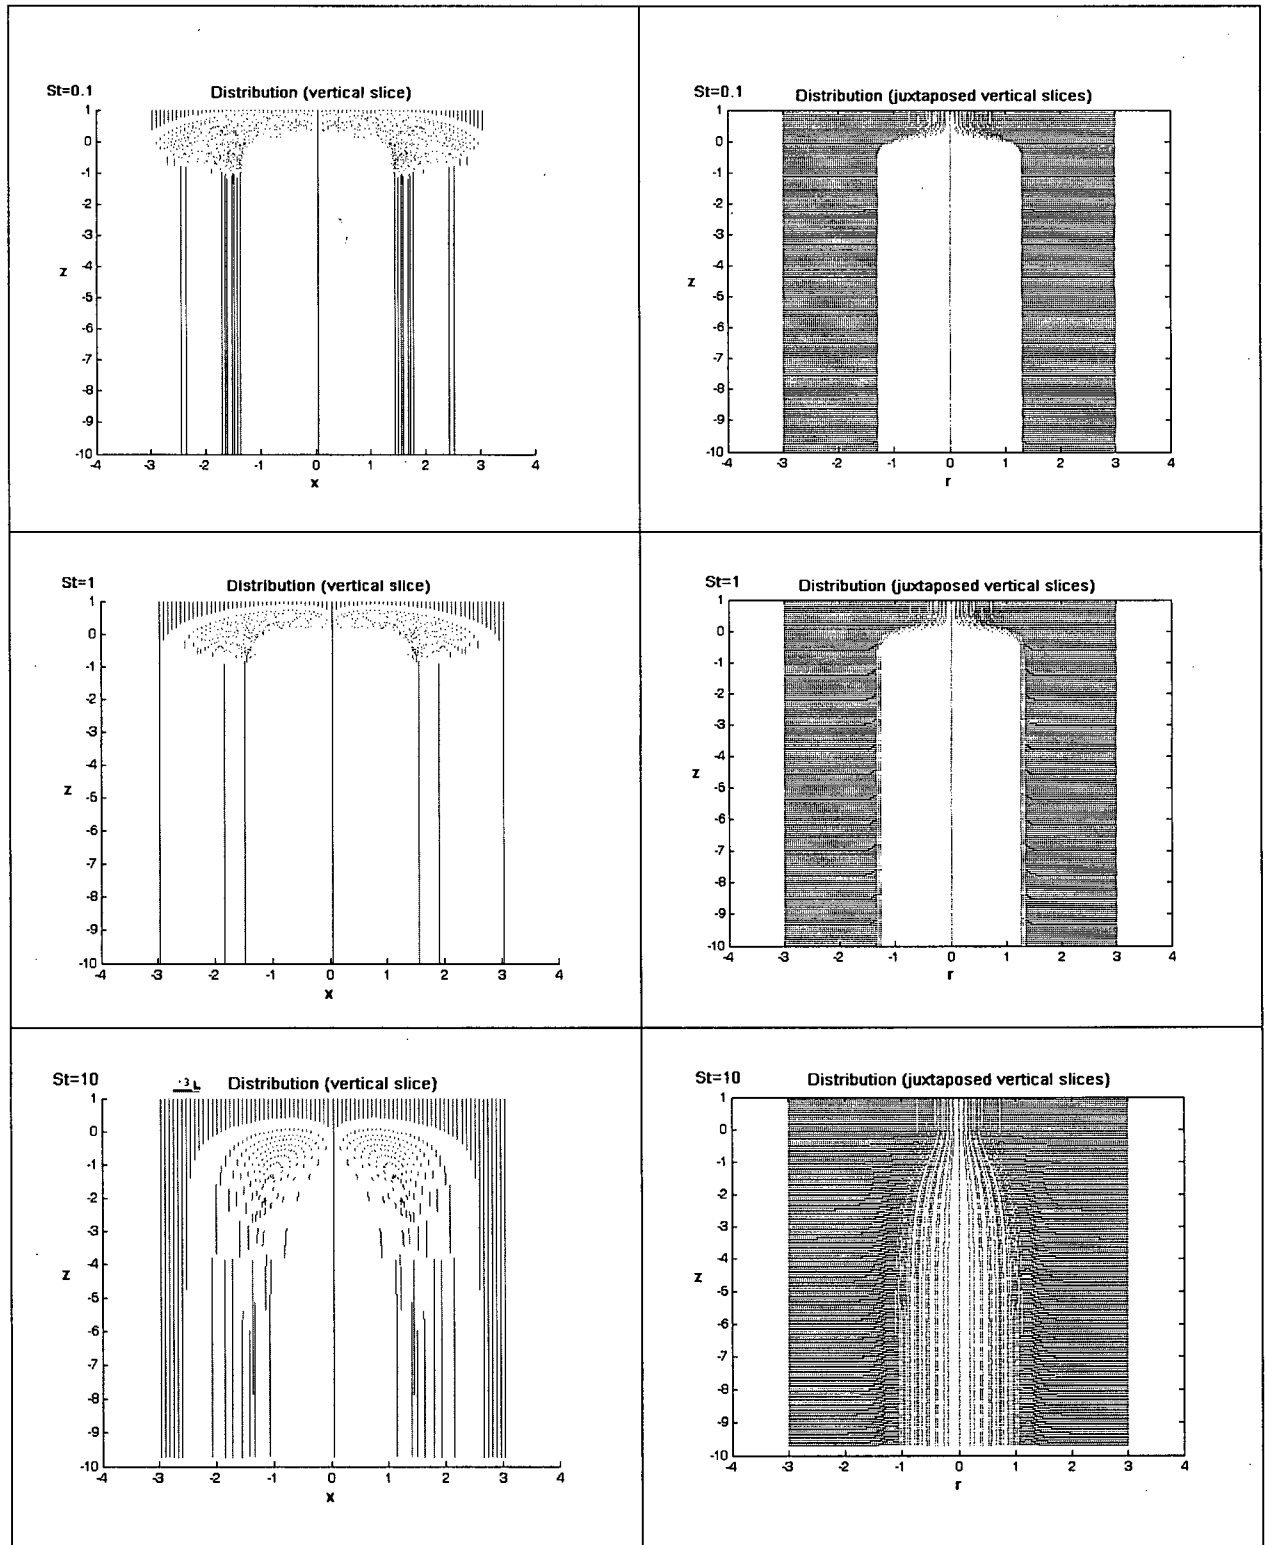 St=0.1
Distribution (vertical slice)
1
0
-1
-2
-3
-4
-5
-6
-7
-8
-9
-10
z
-4 -3 -2 -1 0 1 2 3 4
x
St=0.1
Distribution (juxtaposed vertical slices)
1
0
-1
-2
-3
-4
-5
-6
-7
-8
-9
-10
z
-4 -3 -2 -1 0 1 2 3 4
r
St=1
Distribution (vertical slice)
1
0
-1
-2
-3
-4
-5
-6
-7
-8
-9
-10
z
-4 -3 -2 -1 0 1 2 3 4
x
St=1
Distribution (juxtaposed vertical slices)
1
0
-1
-2
-3
-4
-5
-6
-7
-8
-9
-10
z
-4 -3 -2 -1 0 1 2 3 4
r
St=10
·3L
Distribution (vertical slice)
1
0
-1
-2
-3
-4
-5
-6
-7
-8
-9
-10
z
-4 -3 -2 -1 0 1 2 3 4
x
St=10
Distribution (juxtaposed vertical slices)
1
0
-1
-2
-3
-4
-5
-6
-7
-8
-9
-10
z
-4 -3 -2 -1 0 1 2 3 4
r